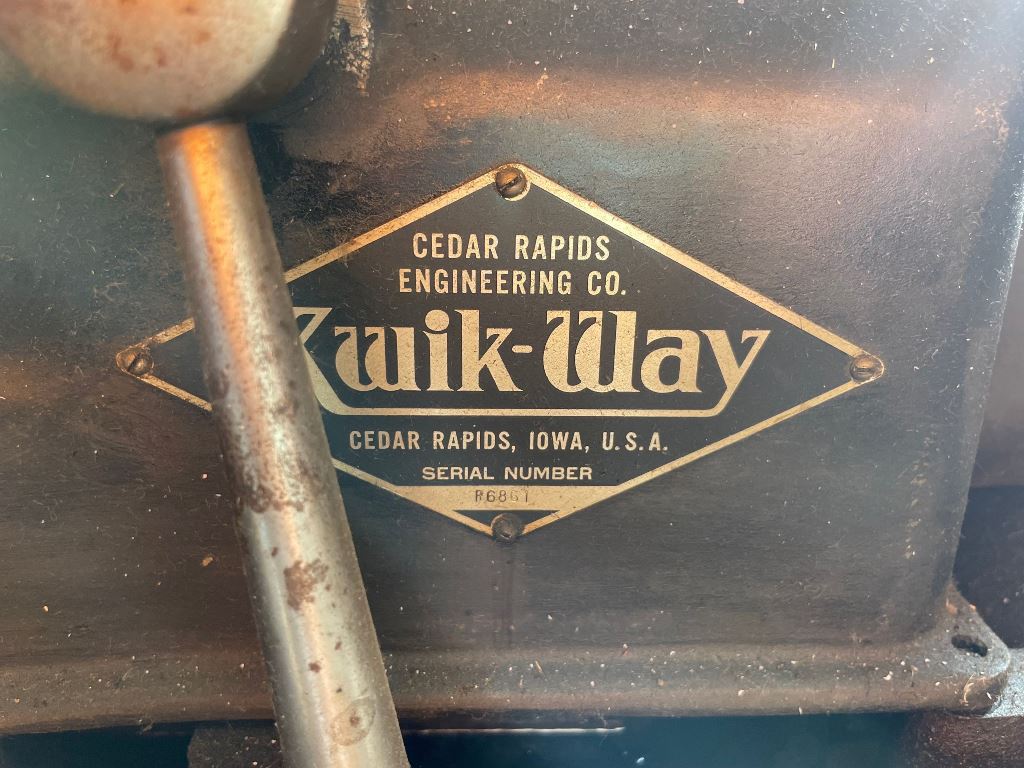 CEDAR RAPIDS
ENGINEERING CO.
Kwik-Way
CEDAR RAPIDS, IOWA, U.S.A.
SERIAL NUMBER